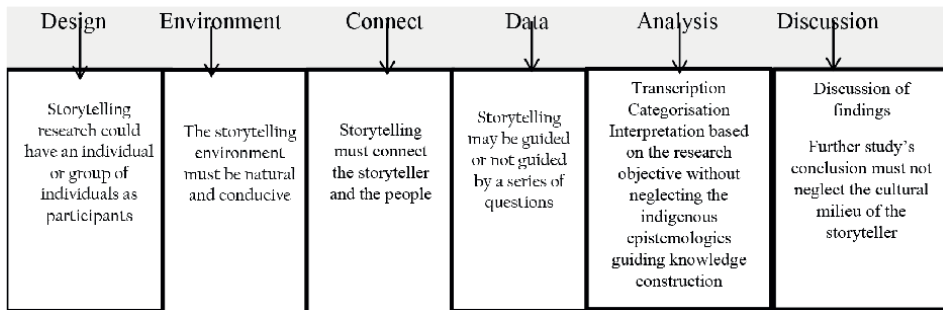 Design Environment Connect Data Analysis Discussion
Storytelling
research could
have an individual
or group of
individuals as
participants
The storytelling
environment
must be natural
and conducive
Storytelling
must connect
the storyteller
and the people
Storytelling
may be guided
or not guided
by a series of
questions
Transcription
Categorisation
Interpretation based
on the research
objective without
neglecting the
indigenous
epistemologies
guiding knowledge
construction
Discussion of
findings
Further study's
conclusion must not
neglect the cultural
milieu of the
storyteller